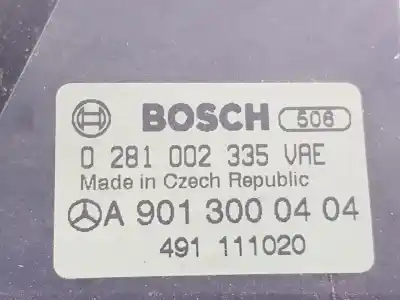 BOSCH 506
0 281 002 335 VAE
Made in Czech Republic
A 901 300 04 04
491 111020